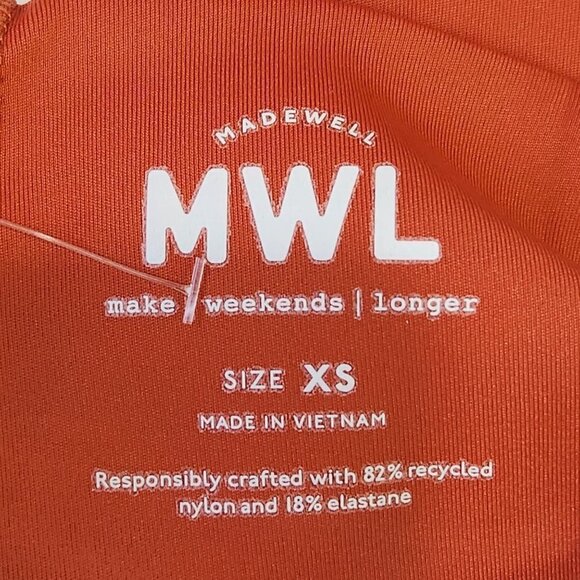 MADEWELL
MWL
make | weekends | longer
SIZE XS
MADE IN VIETNAM
Responsibly crafted with 82% recycled
nylon and 18% elastane